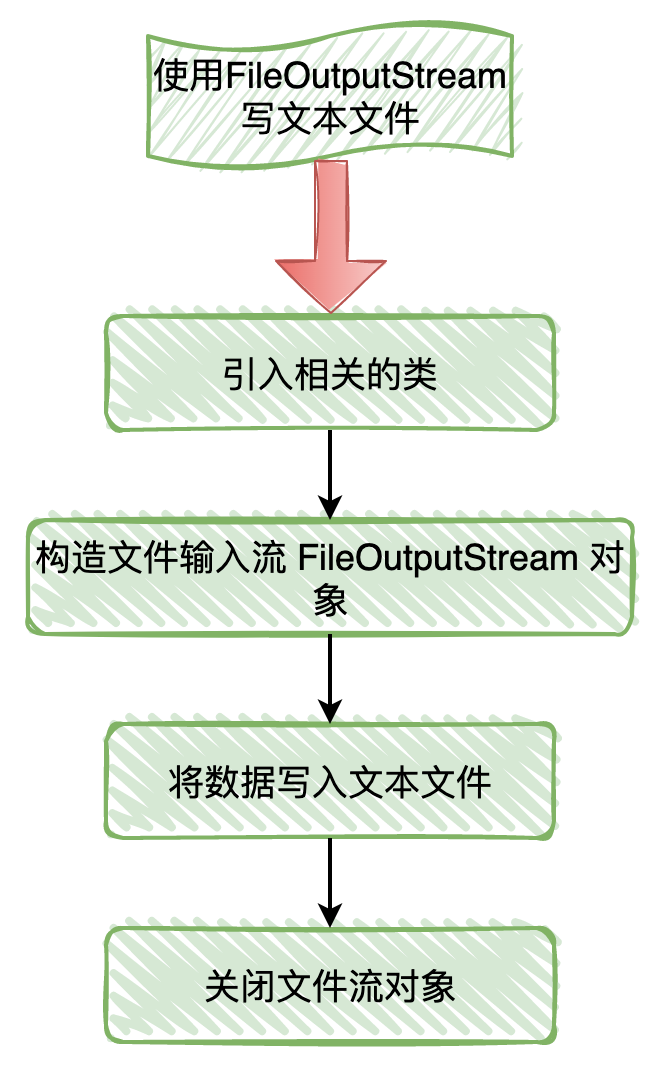 使用FileOutputStream
写文本文件
引入相关的类
构造文件输入流 FileOutputStream 对
象
将数据写入文本文件
关闭文件流对象